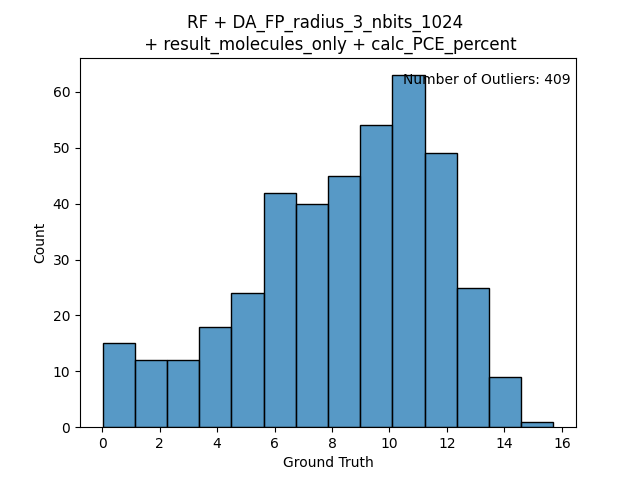 RF + DA_FP_radius_3_nbits_1024
+ result_molecules_only + calc_PCE_percent
Number of Outliers: 409
60
50
40
30
20
10
0
Count
0 2 4 6 8 10 12 14 16
Ground Truth